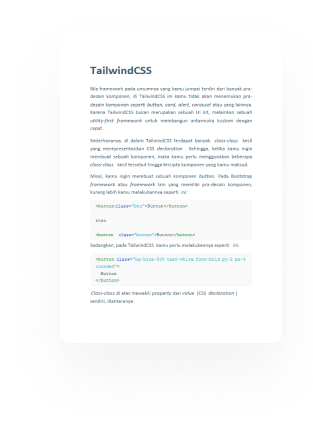 TailwindCSS
Bila framework pada umumnya yang kamu jumpai terdiri dari banyak pra-
desain komponen, di TailwindCSS ini kamu tidak akan menemukan pra-
desain komponen seperti button, card, alert, carousel atau yang lainnya.
Karena TailwindCSS bukan merupakan sebuah UI kit, melainkan sebuah
utility-first framework untuk membangun antarmuka kustom dengan
cepat.
Sederhananya, di dalam TailwindCSS terdapat banyak class-class kecil
yang merepresentasikan CSS declaration . Sehingga, ketika kamu ingin
membuat sebuah komponen, maka kamu perlu menggunakan beberapa
class-class kecil tersebut hingga tercipta komponen yang kamu maksud.
Misal, kamu ingin membuat sebuah komponen button. Pada Bootstrap
framework atau framework lain yang memiliki pra-desain komponen,
kurang lebih kamu melakukannya seperti ini:
<button class="btn">Button</button>
atau
<button class="button">Button</button>
Sedangkan, pada TailwindCSS kamu perlu melakukannya seperti ini:
<button class="bg-blue-500 text-white font-bold py-2 px-4
rounded">
Button
</button>
Class-class di atas mewakili property dan value (CSS declaration )
sendiri, diantaranya: